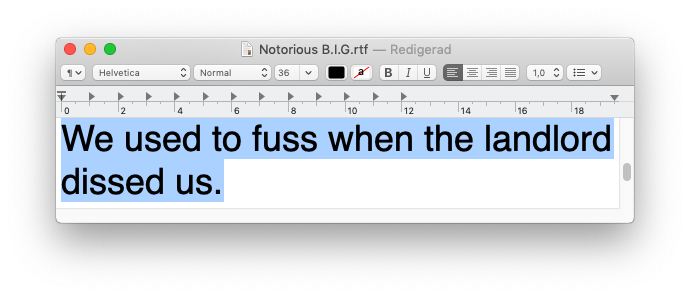 Notorious B.I.G.rtf — Redigerad
¶ Helvetica Normal 36 a B I U 1,0
0 2 4 6 8 10 12 14 16 18
We used to fuss when the landlord
dissed us.